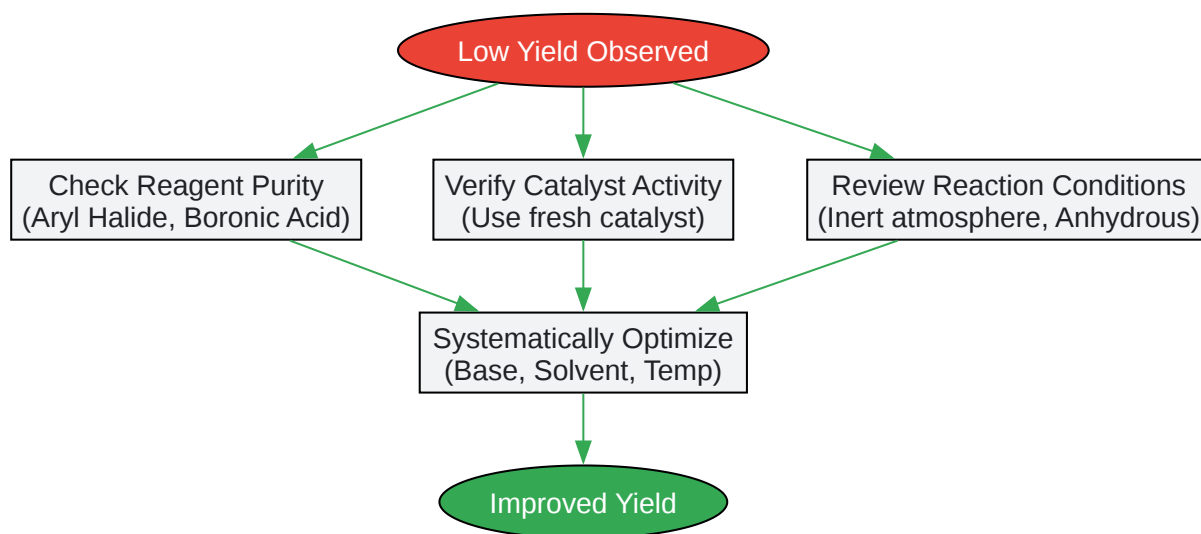 Low Yield Observed
Check Reagent Purity
(Aryl Halide, Boronic Acid)
Verify Catalyst Activity
(Use fresh catalyst)
Review Reaction Conditions
(Inert atmosphere, Anhydrous)
Systematically Optimize
(Base, Solvent, Temp)
Improved Yield